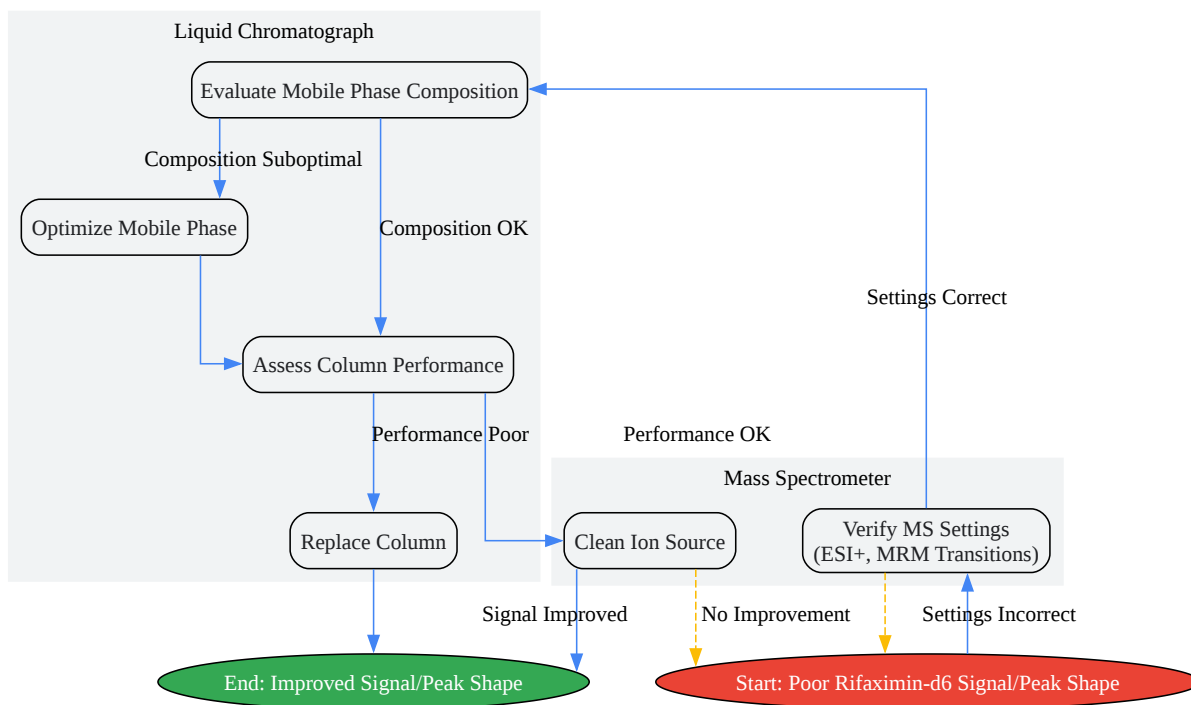 Liquid Chromatograph
Evaluate Mobile Phase Composition
Composition Suboptimal
Optimize Mobile Phase
Composition OK
Settings Correct
Assess Column Performance
Performance Poor
Performance OK
Mass Spectrometer
Replace Column
Clean Ion Source
Verify MS Settings
(ESI+, MRM Transitions)
Signal Improved
No Improvement
Settings Incorrect
End: Improved Signal/Peak Shape
Start: Poor Rifaximin-d6 Signal/Peak Shape